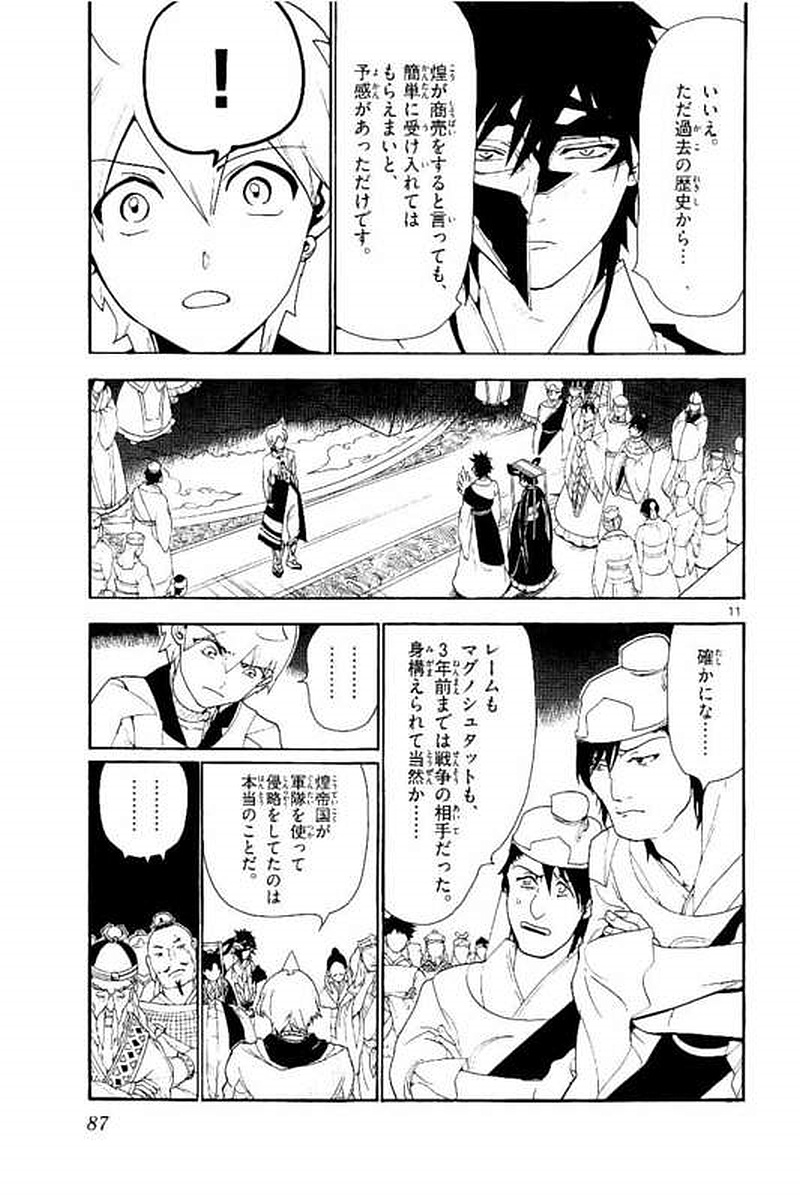 いいえ。
ただ過去の歴史から…
煌が商売をすると言っても、
簡単に受け入れては
もらえまいと、
予感があっただけです。
！
11
確かにな……
レームも
マグノシュタットも、
3年前までは戦争の相手だった。
身構えられて当然か……
………
………
煌帝国が
軍隊を使って
侵略をしてたのは
本当のことだ。
………
………
87